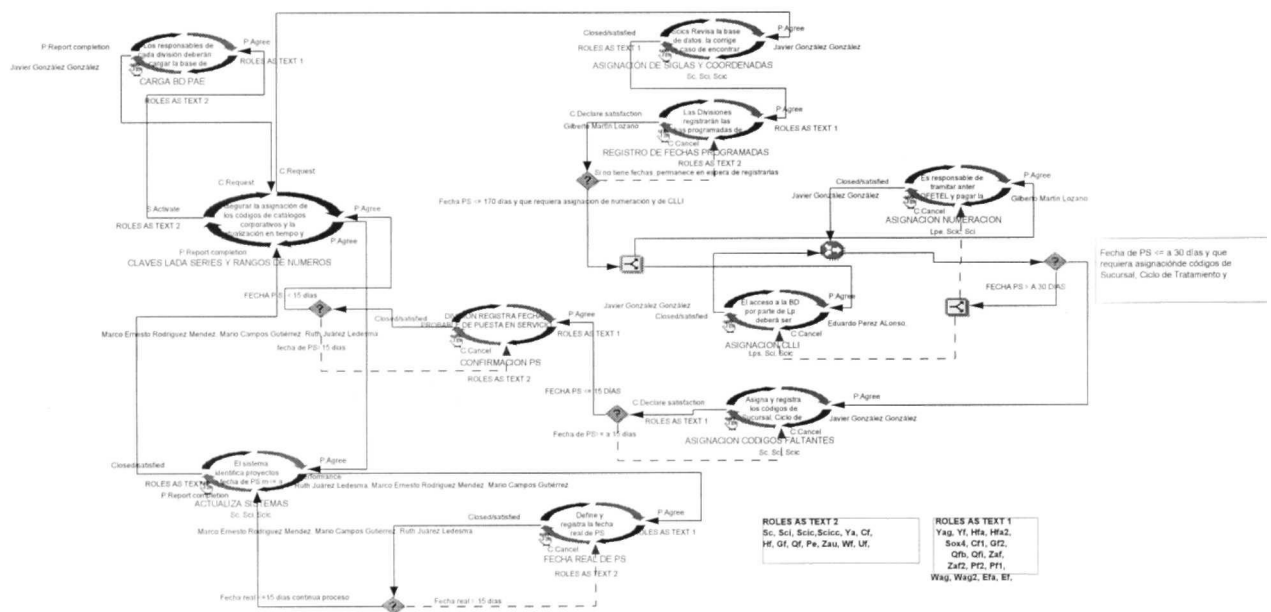 P.Report completion
Javier González González
Los responsables de
cada división deberán
cargar la base de
P.Agree
ROLES AS TEXT 1
CARGA BD PAE
ROLES AS TEXT 2
Closed/satisfied
ROLES AS TEXT 1
Scics Revisa la base
de datos, la corrige
caso de encontrar
P.Agree
Javier González González
ASIGNACIÓN DE SIGLAS Y COORDENADAS
Sc, Sci, Scic
C.Declare satisfaction
Gilberto Martín Lozano
Las Divisiones
registrarán las
programadas de
P.Agree
ROLES AS TEXT 1
C.Cancel
REGISTRO DE FECHAS PROGRAMADAS
ROLES AS TEXT 2
Si no tiene fechas, permanece en espera de registrarlas
?
Fecha PS 170 días y que requiera asignación de numeración y de CLLI
Closed/satisfied
Javier González González
Es responsable de
tramitar anter
COFETEL y pagar la
P.Agree
Gilberto Martín Lozano
C.Cancel
ASIGNACION NUMERACION
Lps, Scic, Sci
C.Request
C.Request
S.Activate
ROLES AS TEXT 2
asegurar la asignación de
los códigos de catálogos
corporativos y la
actualización en tiempo y
P.Agree
P.Agree
P.Report completion
CLAVES LADA SERIES Y RANGOS DE NUMEROS
?
Fecha de PS <= a 30 días y que
requiera asignaciónde códigos de
Sucursal, Ciclo de Tratamiento y
FECHA PS > A 30 DIAS
FECHA PS < 15 días
?
Marco Ernesto Rodríguez Mendez, Mario Campos Gutiérrez, Ruth Juárez Ledesma
fecha de PS> 15 días
Closed/satisfied
DIVISION REGISTRA FECHA
PROBABLE DE PUESTA EN SERVICIO
P.Agree
ROLES AS TEXT 1
C.Cancel
CONFIRMACION PS
ROLES AS TEXT 2
Javier González González
Closed/satisfied
El acceso a la BD
por parte de Lp
deberá ser
P.Agree
Eduardo Perez ALonso
C.Cancel
ASIGNACION CLLI
Lps, Sci, Scic
FECHA PS <= 15 DIAS
?
C.Declare satisfaction
ROLES AS TEXT 1
Asigna y registra
los códigos de
Sucursal, Ciclo de
P.Agree
Javier González González
C.Cancel
Fecha de PS > a 15 días
ASIGNACION CODIGOS FALTANTES
Sc, Sci, Scic
Closed/satisfied
El sistema
identifica proyectos
P.Agree
ROLES AS TEXT
Ruth Juárez Ledesma, Marco Ernesto Rodriguez Mendez, Mario Campos Gutiérrez
P.Report completion
ACTUALIZA SISTEMAS
Sc, Sci, Scic
Marco Ernesto Rodriguez Mendez, Mario Campos Gutiérrez, Ruth Juárez Ledesma
Closed/satisfied
Define y
registra la fecha
real de PS
P.Agree
ROLES AS TEXT 1
C.Cancel
FECHA REAL DE PS
ROLES AS TEXT 2
Fecha real <=15 días continua proceso
?
Fecha real > 15 días
ROLES AS TEXT 2
Sc, Sci, Scic,Scicc, Ya, Cf,
Hf, Gf, Qf, Pe, Zau, Wf, Uf,
ROLES AS TEXT 1
Yag, Yf, Hfa, Hfa2,
Sox4, Cf1, Gf2,
Qfb, Qfi, Zaf,
Zaf2, Pf2, Pf1,
Wag, Wag2, Efa, Ef,